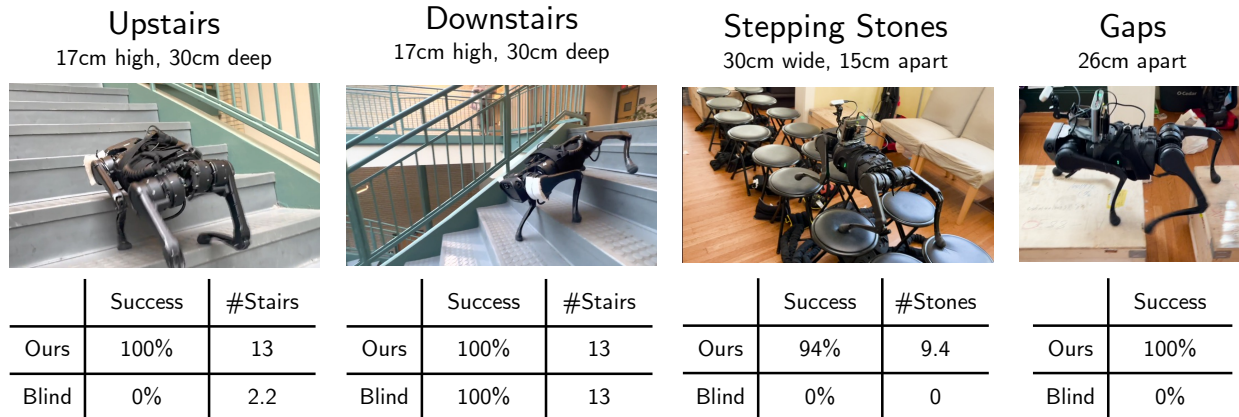 Upstairs
17cm high, 30cm deep
Downstairs
17cm high, 30cm deep
Stepping Stones
30cm wide, 15cm apart
Gaps
26cm apart
Success #Stairs
Ours 100% 13
Blind 0% 2.2
Success #Stairs
Ours 100% 13
Blind 100% 13
Success #Stones
Ours 94% 9.4
Blind 0% 0
Success
Ours 100%
Blind 0%